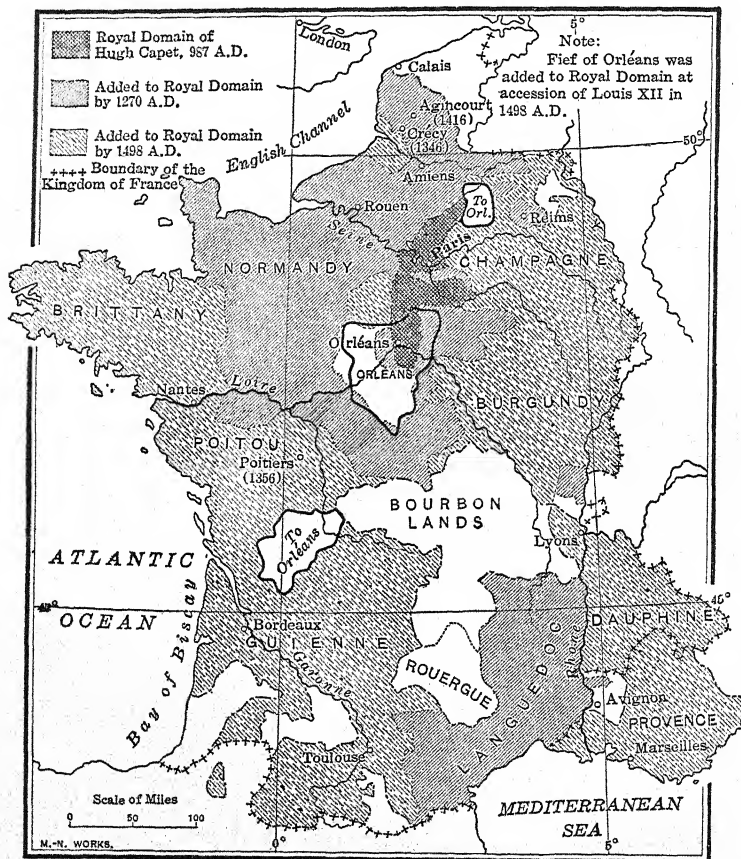 Royal Domain of
Hugh Capet, 987 A.D.
Added to Royal Domain
by 1270 A.D.
Added to Royal Domain
by 1498 A.D.
++++ Boundary of the
Kingdom of France
Note:
Fief of Orléans was
added to Royal Domain at
accession of Louis XII in
1498 A.D.
London
5°
Calais
English Channel
Agincourt
(1416)
Crécy
(1346)
50°
Amiens
To
Orl.
Rouen
Reims
Seine
Paris
NORMANDY
CHAMPAGNE
BRITTANY
Orléans
ORLÉANS
Nantes
Loire
BURGUNDY
POITOU
Poitiers
(1356)
BOURBON
LANDS
To
Orléans
Lyons
ATLANTIC
OCEAN
45°
45°
Bay of Biscay
Bordeaux
GUIENNE
Garonne
DAUPHINE
ROUERGUE
LANGUEDOC
Rhone
Avignon
PROVENCE
Marseilles
Toulouse
Scale of Miles
0 50 100
MEDITERRANEAN
SEA
M.-N. WORKS.
0°
5°